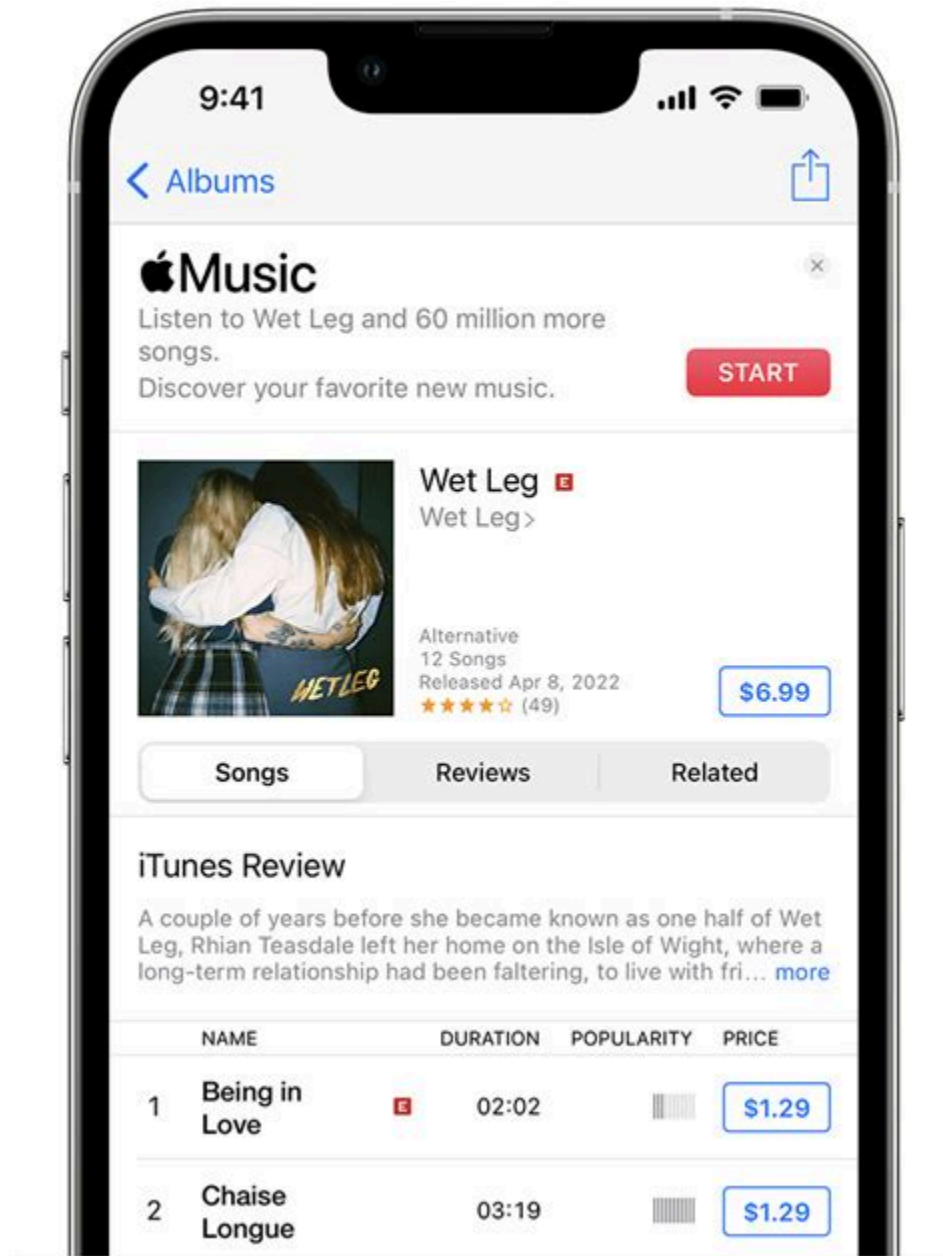 9:41
Albums
Music
Listen to Wet Leg and 60 million more
songs.
Discover your favorite new music.
START
Wet Leg E
Wet Leg>
WET LEG
Alternative
12 Songs
Released Apr 8, 2022
★★★★☆ (49)
$6.99
Songs Reviews Related
iTunes Review
A couple of years before she became known as one half of Wet
Leg, Rhian Teasdale left her home on the Isle of Wight, where a
long-term relationship had been faltering, to live with fri... more
NAME DURATION POPULARITY PRICE
1 Being in
Love E 02:02 $1.29
2 Chaise
Longue 03:19 $1.29